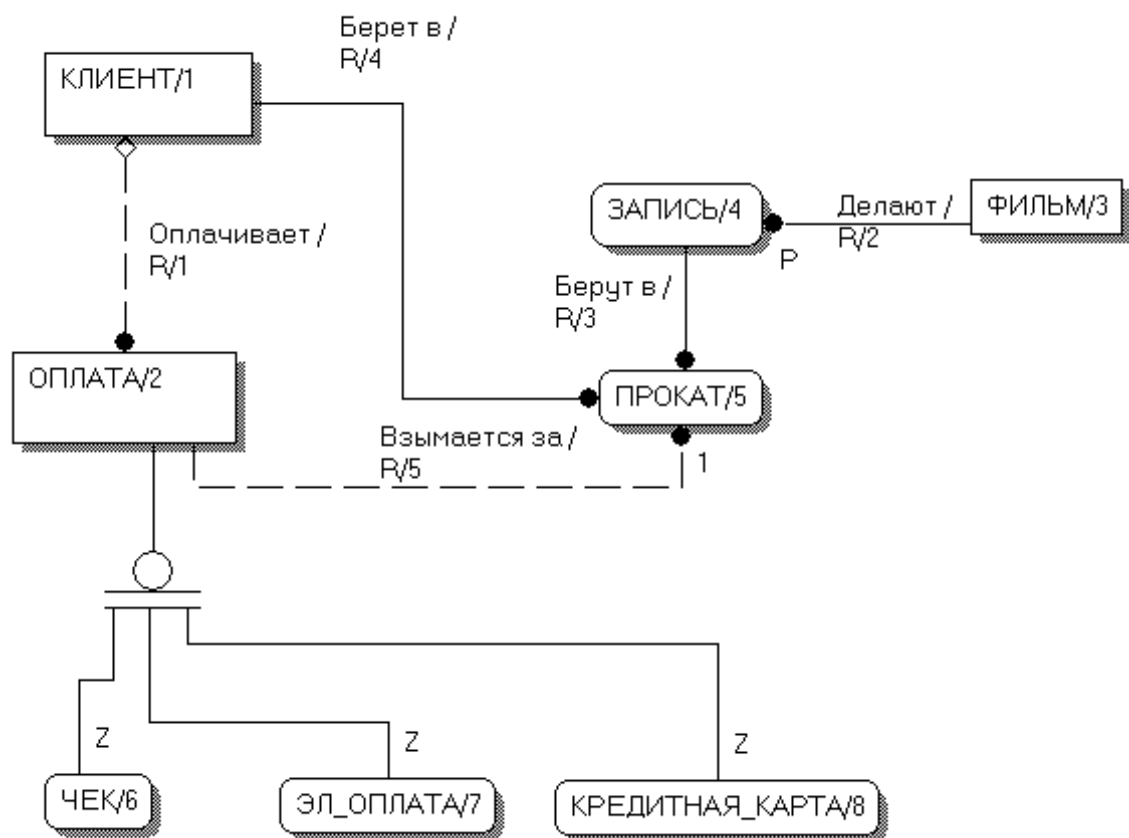 Берет в /
R/4
КЛИЕНТ/1
ЗАПИСЬ/4
Делают /
R/2
ФИЛЬМ/3
P
Оплачивает /
R/1
Берут в /
R/3
ОПЛАТА/2
ПРОКАТ/5
Взымается за /
R/5
1
Z
Z
Z
ЧЕК/6
ЭЛ_ОПЛАТА/7
КРЕДИТНАЯ_КАРТА/8